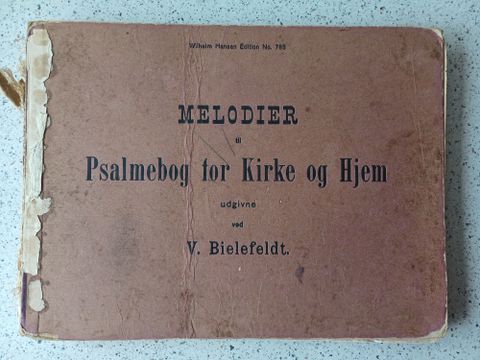 Wilhelm Hansen Edition No. 785
MELODIER
til
Psalmebog for Kirke og Hjem
udgivne
ved
V. Bielefeldt.